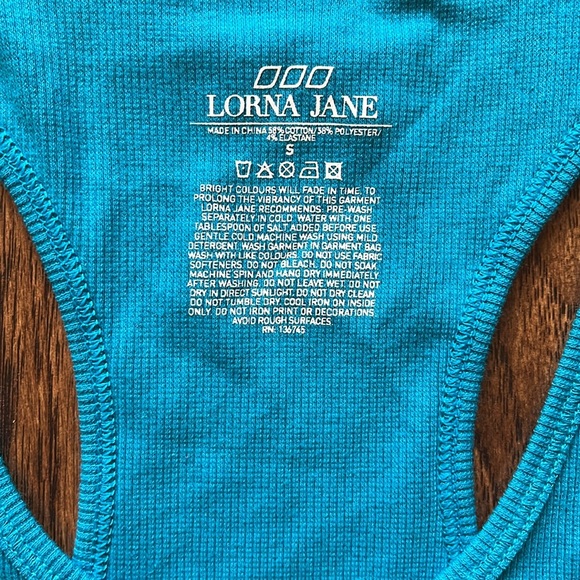 LORNA JANE
MADE IN CHINA 58% COTTON/38% POLYESTER/
4% ELASTANE
S
BRIGHT COLOURS WILL FADE IN TIME. TO
PROLONG THE VIBRANCY OF THIS GARMENT
LORNA JANE RECOMMENDS: PRE-WASH
SEPARATELY IN COLD WATER WITH ONE
TABLESPOON OF SALT ADDED BEFORE USE
GENTLE COLD MACHINE WASH USING MILD
DETERGENT. WASH GARMENT IN GARMENT BAG.
WASH WITH LIKE COLOURS. DO NOT USE FABRIC
SOFTENERS. DO NOT BLEACH. DO NOT SOAK.
MACHINE SPIN AND HAND DRY IMMEDIATELY
AFTER WASHING. DO NOT LEAVE WET. DO NOT
DRY IN DIRECT SUNLIGHT. DO NOT DRY CLEAN.
DO NOT TUMBLE DRY. COOL IRON ON INSIDE
ONLY. DO NOT IRON PRINT OR DECORATIONS.
AVOID ROUGH SURFACES.
RN: 136745